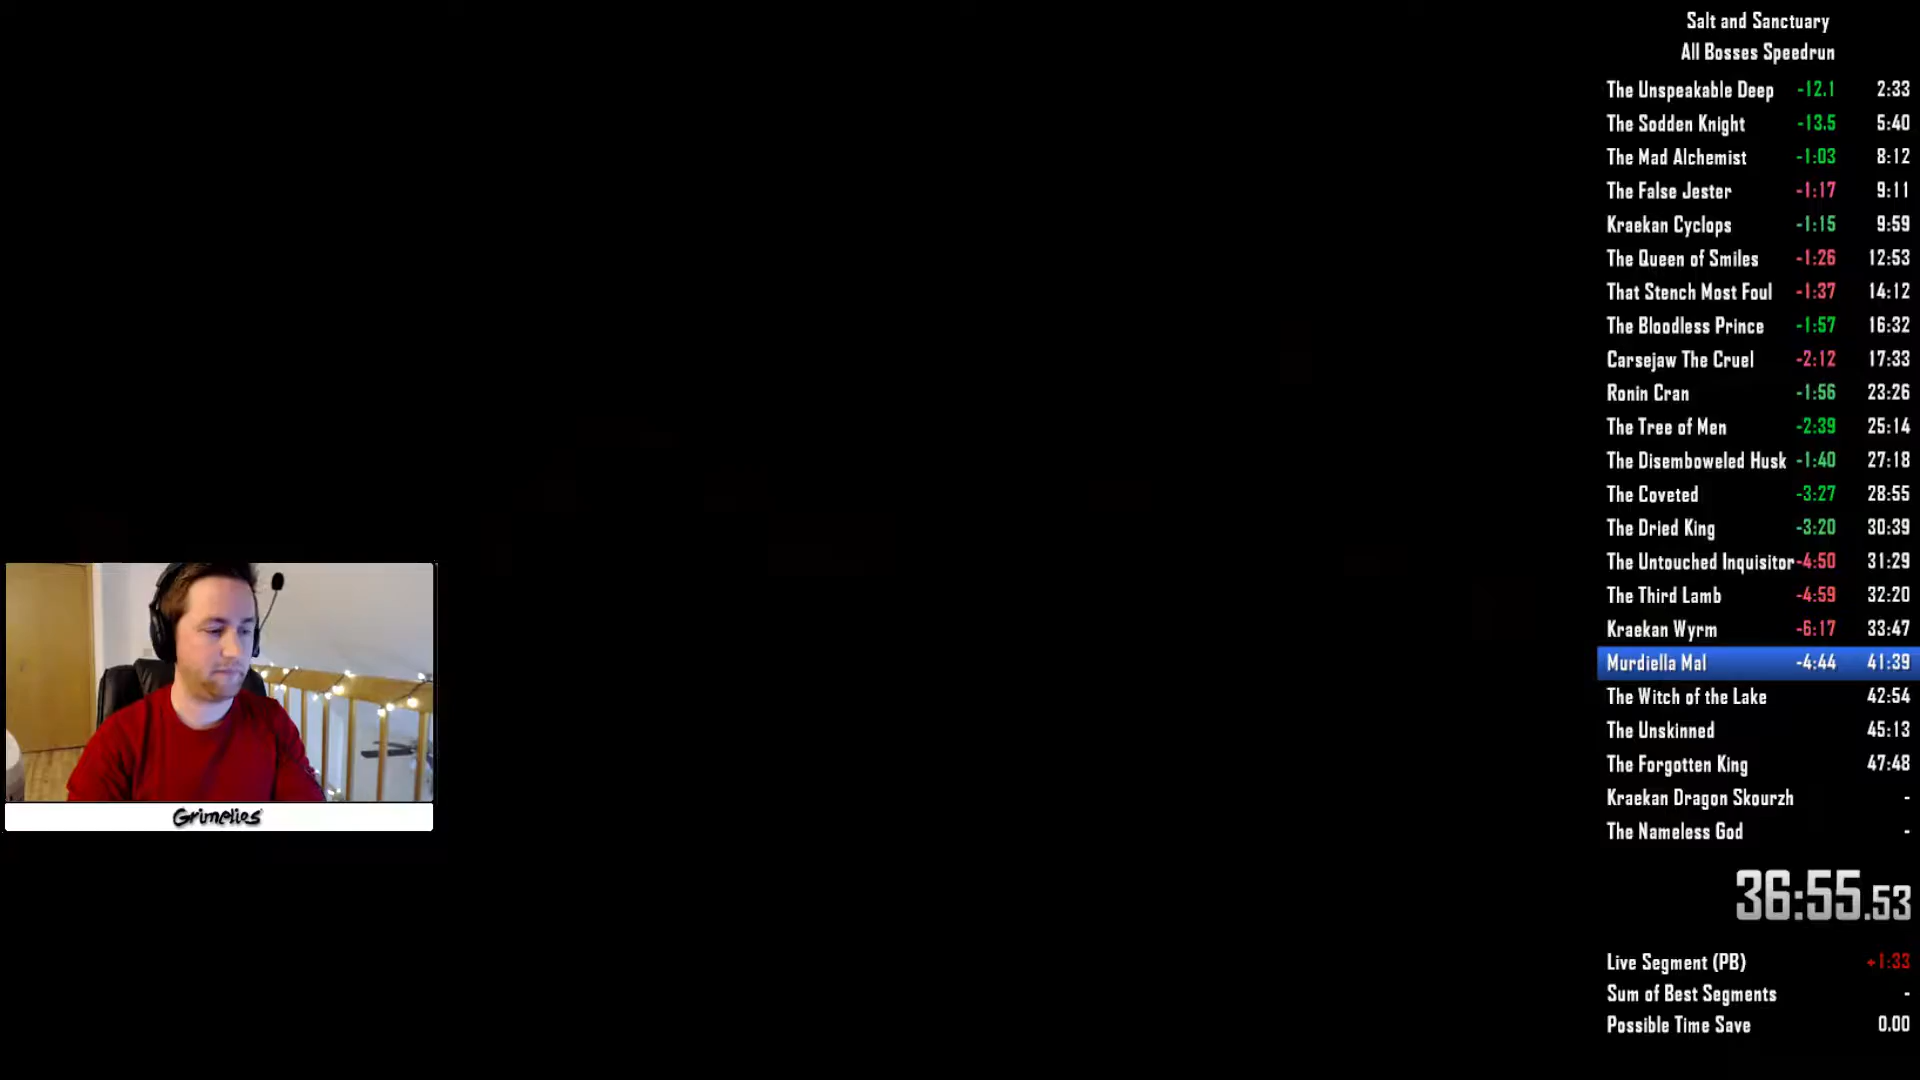 Salt and Sanctuary
All Bosses Speedrun
The Unspeakable Deep -12.1 2:33
The Sodden Knight -13.5 5:40
The Mad Alchemist -1:03 8:12
The False Jester -1:17 9:11
Kraekan Cyclops -1:15 9:59
The Queen of Smiles -1:26 12:53
That Stench Most Foul -1:37 14:12
The Bloodless Prince -1:57 16:32
Carsejaw The Cruel -2:12 17:33
Ronin Cran -1:56 23:26
The Tree of Men -2:39 25:14
The Disemboweled Husk -1:40 27:18
The Coveted -3:27 28:55
The Dried King -3:20 30:39
The Untouched Inquisitor -4:50 31:29
The Third Lamb -4:59 32:20
Kraekan Wyrm -6:17 33:47
Murdiella Mal -4:44 41:39
The Witch of the Lake 42:54
The Unskinned 45:13
The Forgotten King 47:48
Kraekan Dragon Skourzh -
The Nameless God -
36:55.53
Live Segment (PB) +1:33
Sum of Best Segments -
Possible Time Save 0.00
Grimelies